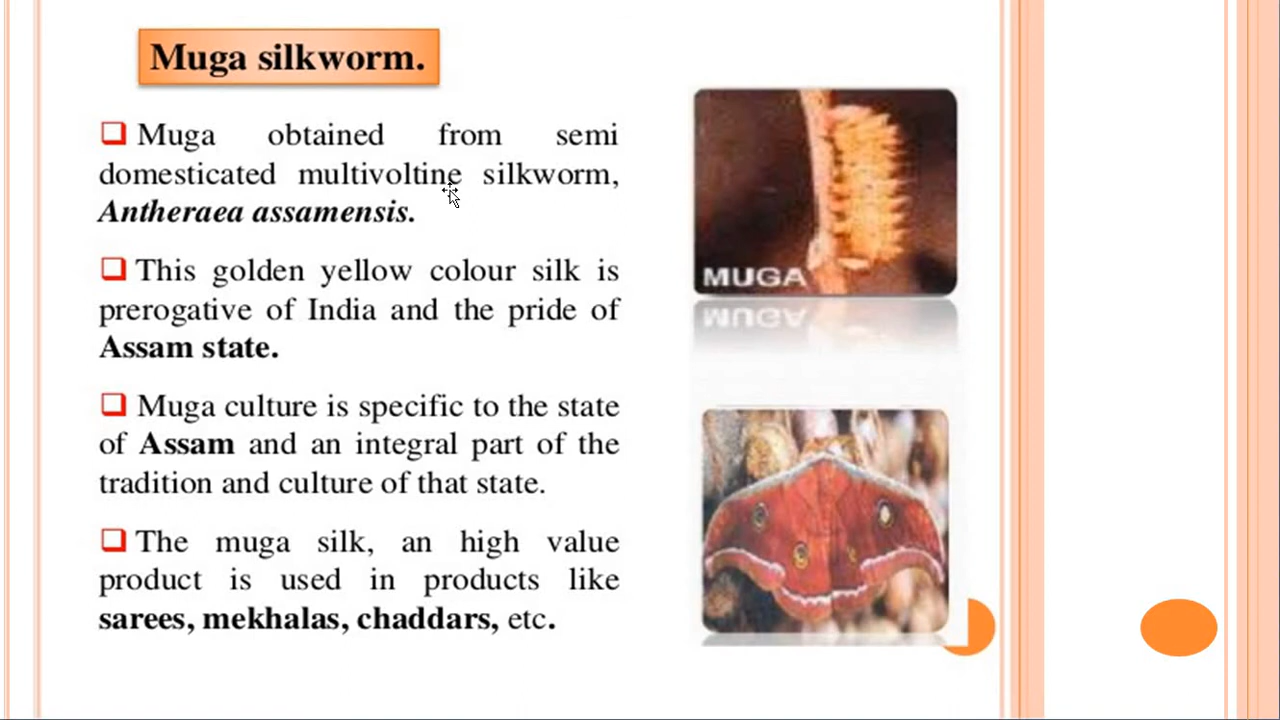 Muga silkworm.
Muga obtained from semi
domesticated multivoltine silkworm,
Antheraea assamensis.
This golden yellow colour silk is
prerogative of India and the pride of
Assam state.
Muga culture is specific to the state
of Assam and an integral part of the
tradition and culture of that state.
The muga silk, an high value
product is used in products like
sarees, mekhalas, chaddars, etc.
MUGA